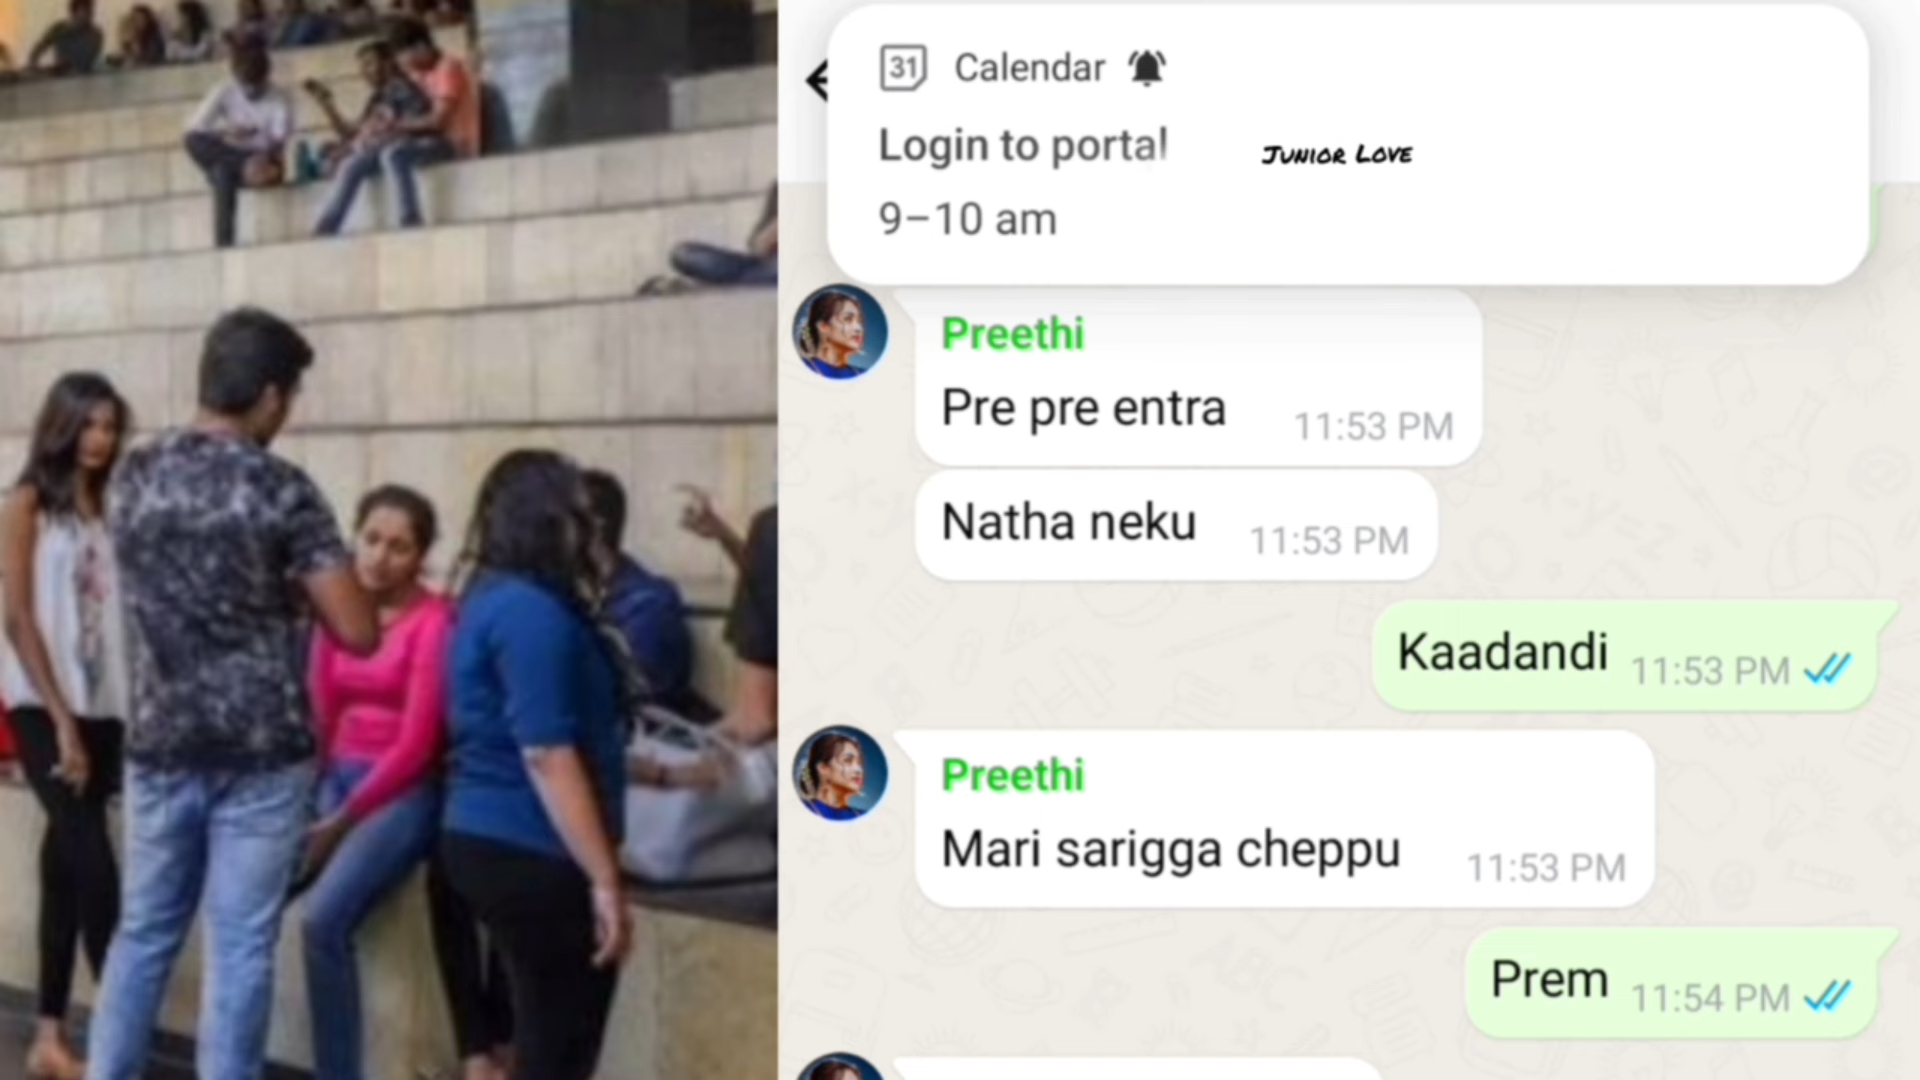 31 Calendar
Login to portal
Junior Love
9–10 am
Preethi
Pre pre entra 11:53 PM
Natha neku 11:53 PM
Kaadandi 11:53 PM
Preethi
Mari sarigga cheppu 11:53 PM
Prem 11:54 PM